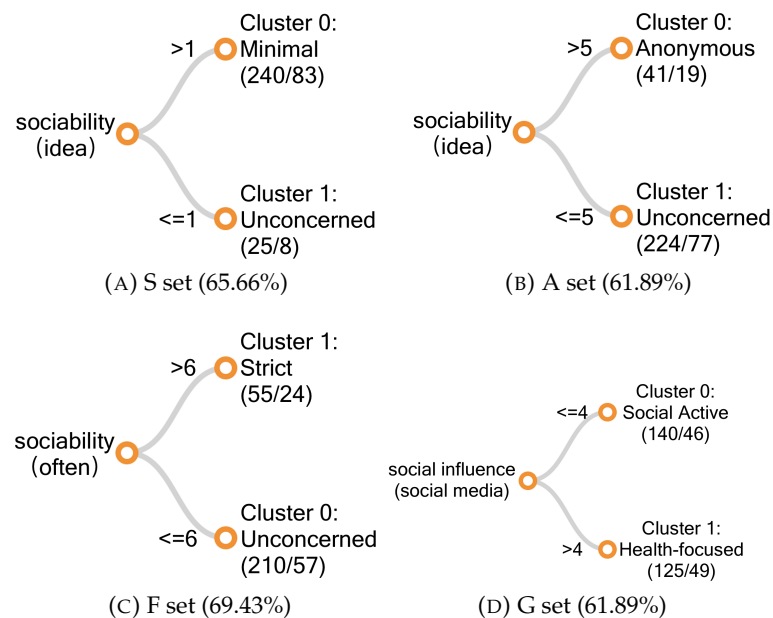 >1
Cluster 0:
Minimal
(240/83)
sociability
(idea)
<=1
Cluster 1:
Unconcerned
(25/8)
(A) S set (65.66%)
>5
Cluster 0:
Anonymous
(41/19)
sociability
(idea)
<=5
Cluster 1:
Unconcerned
(224/77)
(B) A set (61.89%)
>6
Cluster 1:
Strict
(55/24)
sociability
(often)
<=6
Cluster 0:
Unconcerned
(210/57)
(C) F set (69.43%)
<=4
Cluster 0:
Social Active
(140/46)
social influence
(social media)
>4
Cluster 1:
Health-focused
(125/49)
(D) G set (61.89%)